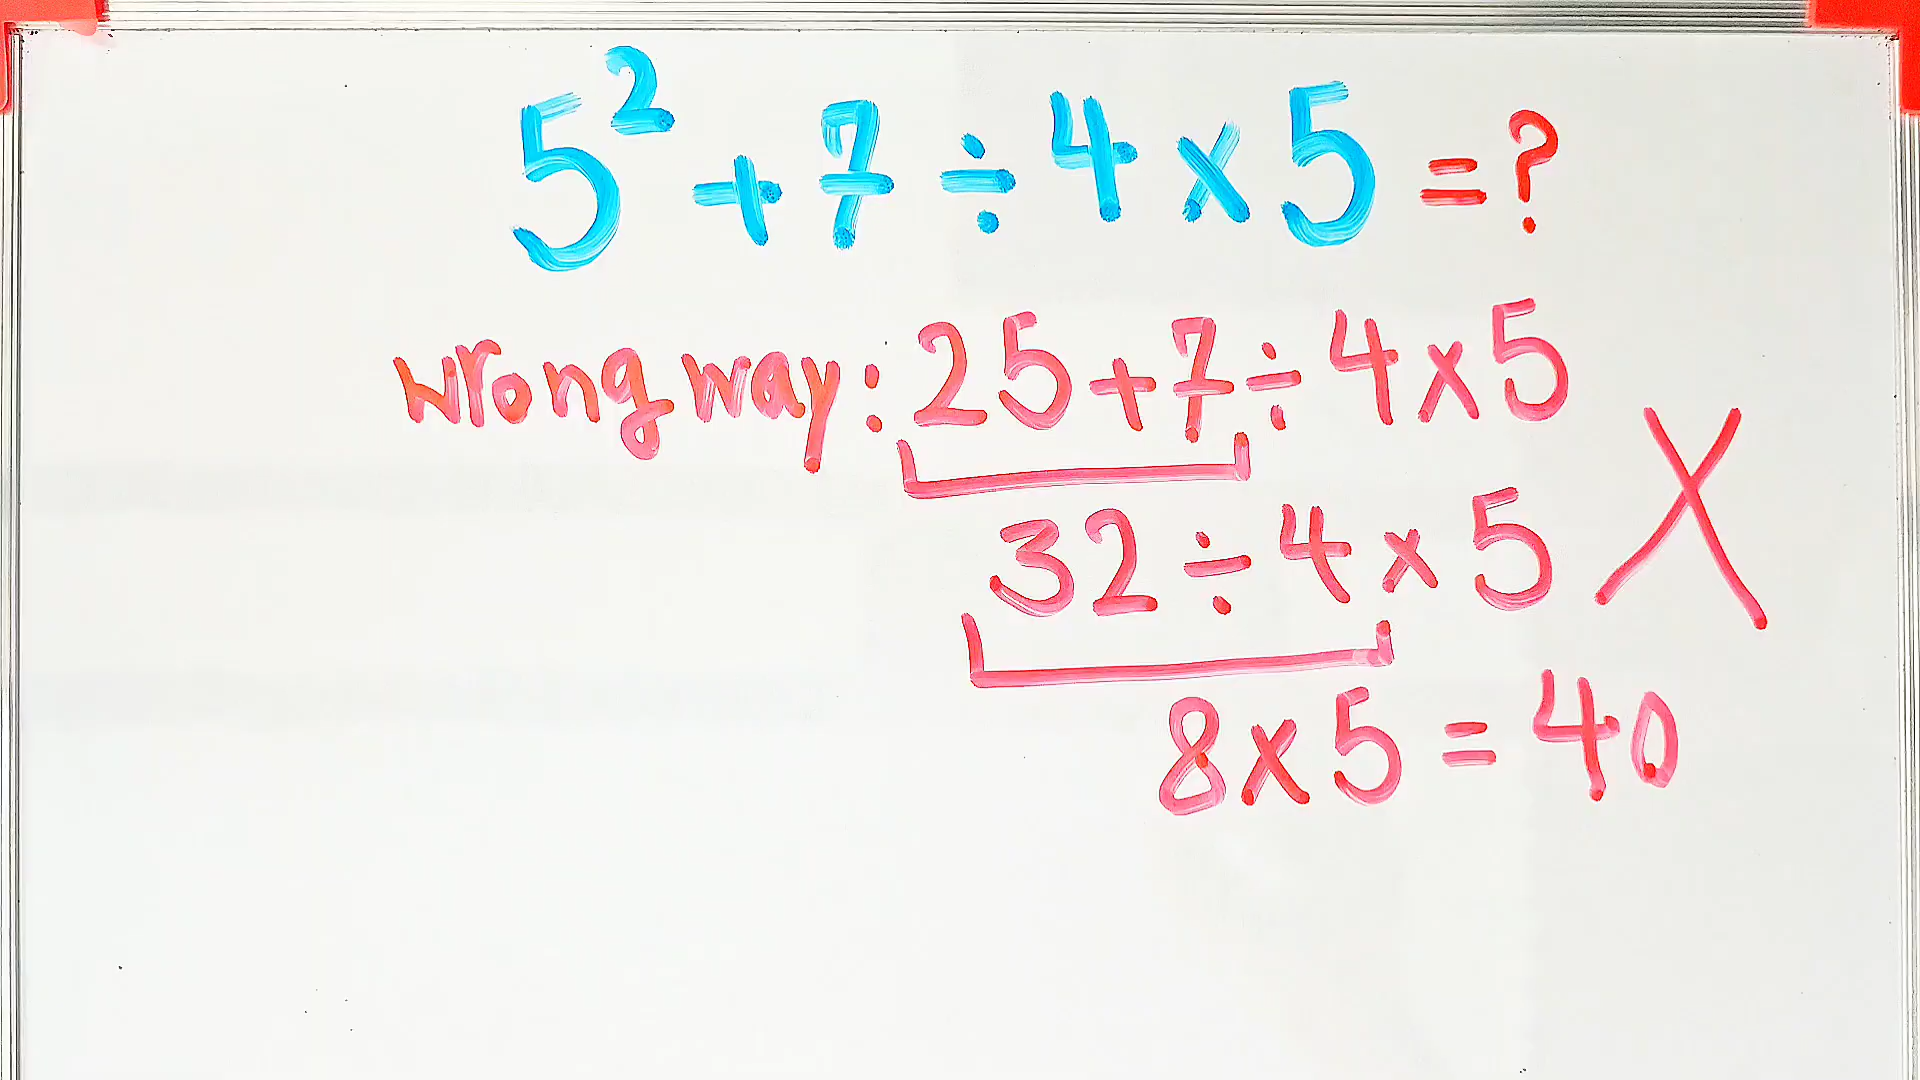 5² + 7 ÷ 4 × 5 = ?
wrong way: 25 + 7 ÷ 4 × 5
32 ÷ 4 × 5
X
8 × 5 = 40